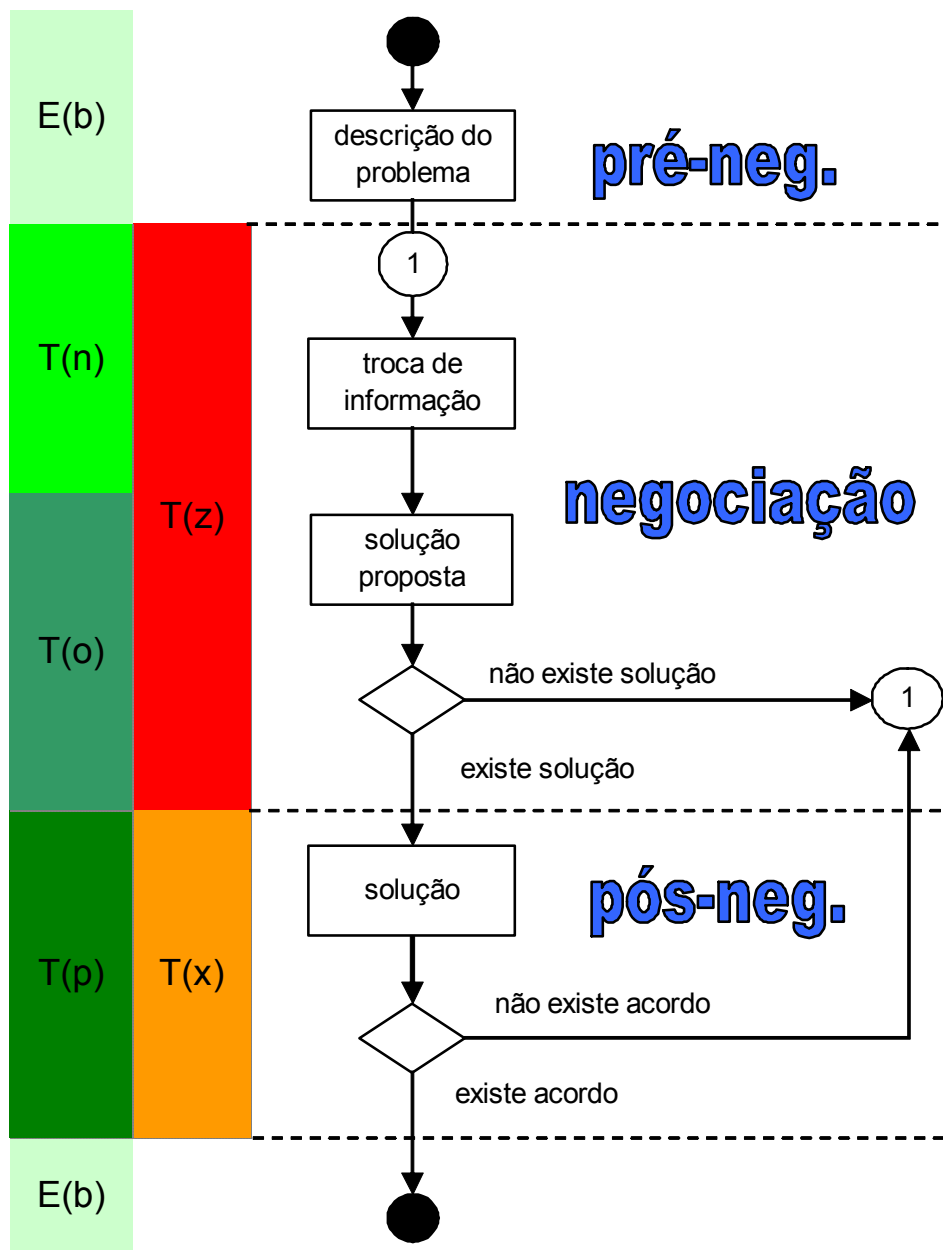 E(b)
descrição do
problema
pré-neg.
1
T(n)
troca de
informação
T(z)
negociação
solução
proposta
T(o)
não existe solução
1
existe solução
solução
pós-neg.
T(p)
T(x)
não existe acordo
existe acordo
E(b)